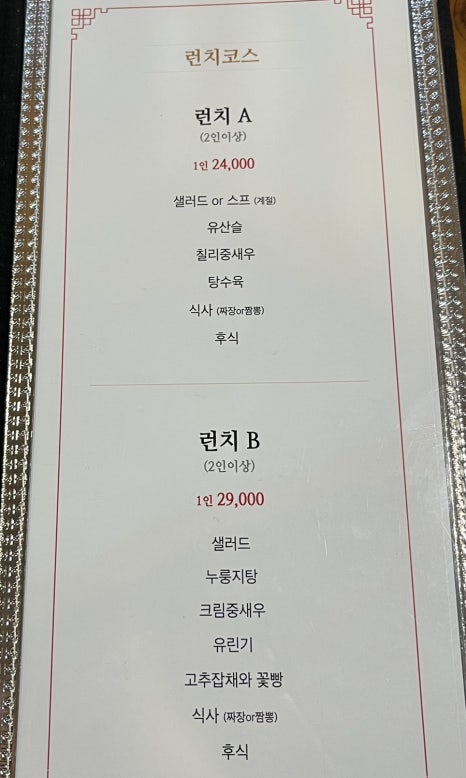 런치코스
런치 A
(2인이상)
1인 24,000
샐러드 or 스프 (계절)
유산슬
칠리중새우
탕수육
식사 (짜장or짬뽕)
후식
런치 B
(2인이상)
1인 29,000
샐러드
누룽지탕
크림중새우
유린기
고추잡채와 꽃빵
식사 (짜장or짬뽕)
후식